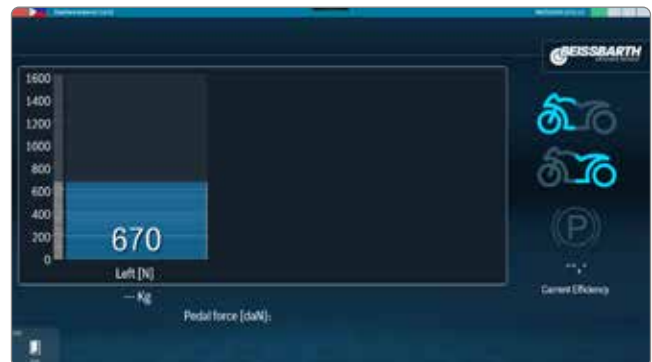 BEISSBARTH
1600
1400
1200
1000
800
600
400
200
0
670
Left [N]
--- Kg
Pedal force [daN]:
P
--,-
Current Efficiency